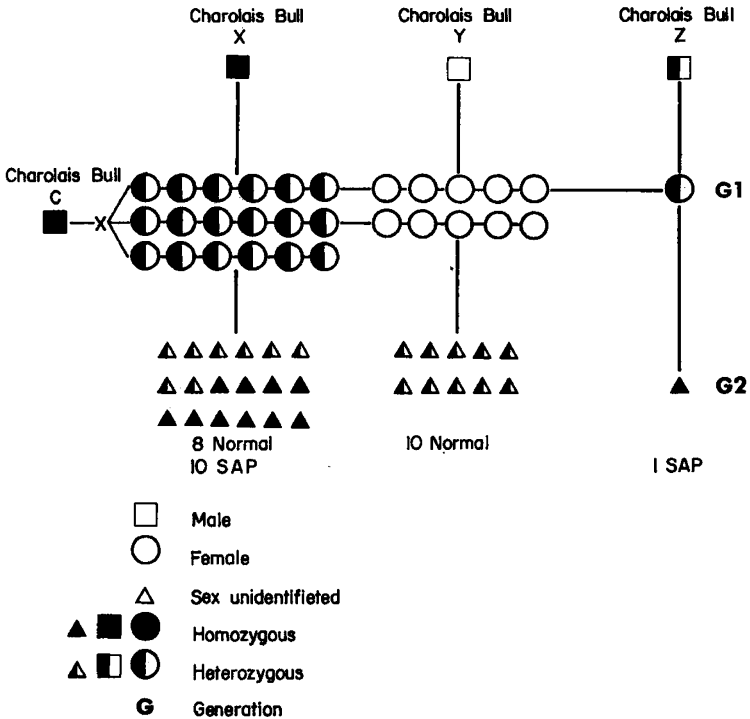 Charolais Bull
X
Charolais Bull
Y
Charolais Bull
Z
Charolais Bull
C
X
G1
G2
8 Normal
10 SAP
10 Normal
1 SAP
Male
Female
Sex unidentifieted
Homozygous
Heterozygous
G Generation